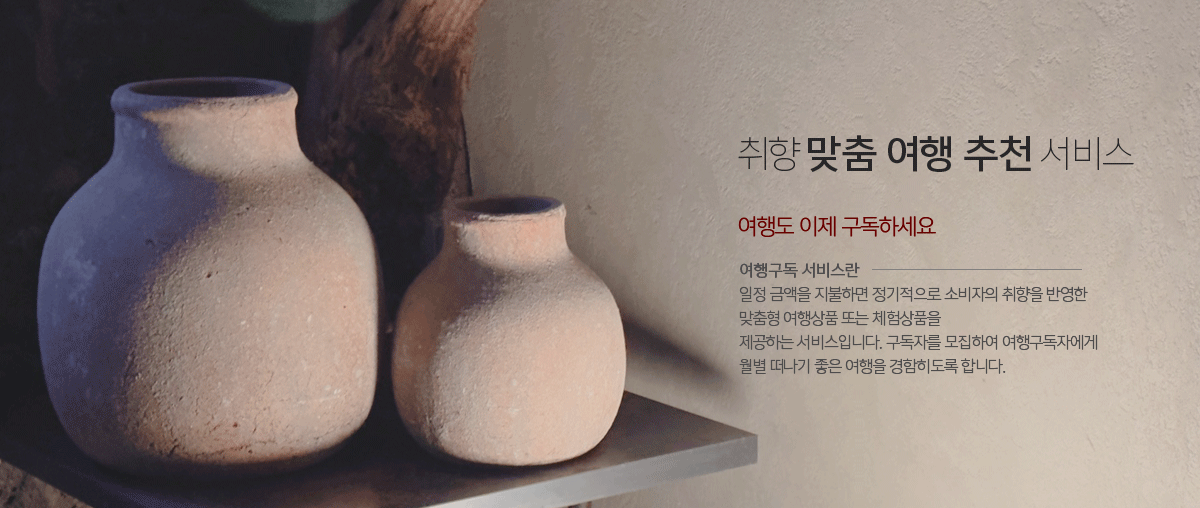 취향 맞춤 여행 추천 서비스
여행도 이제 구독하세요
여행구독 서비스란
일정 금액을 지불하면 정기적으로 소비자의 취향을 반영한
맞춤형 여행상품 또는 체험상품을
제공하는 서비스입니다. 구독자를 모집하여 여행구독자에게
월별 떠나기 좋은 여행을 경함히도록 합니다.